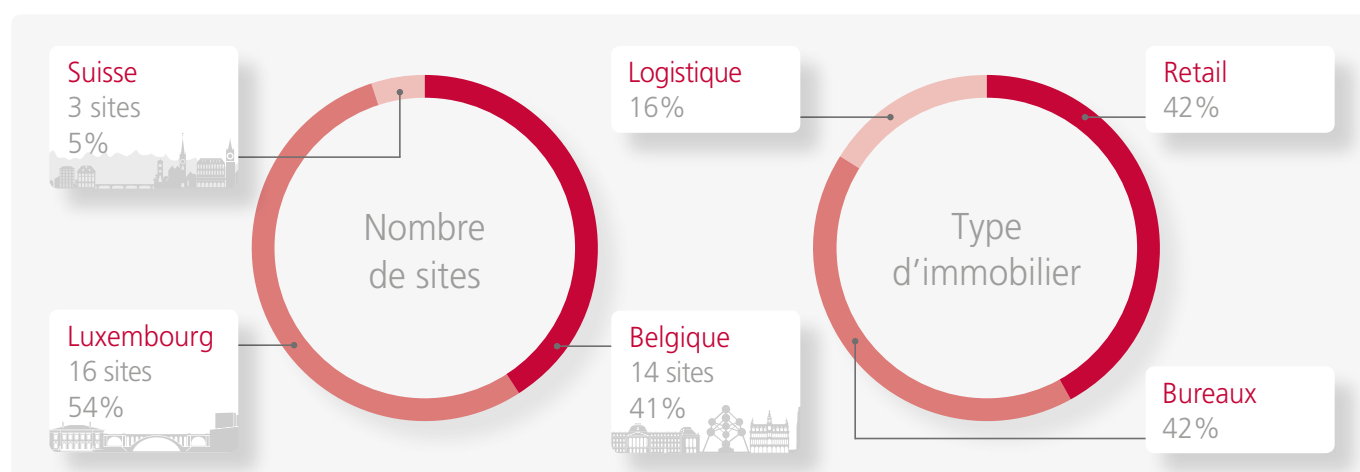 Suisse
3 sites
5%
Nombre
de sites
Luxembourg
16 sites
54%
Belgique
14 sites
41%
Logistique
16%
Retail
42%
Type
d’immobilier
Bureaux
42%